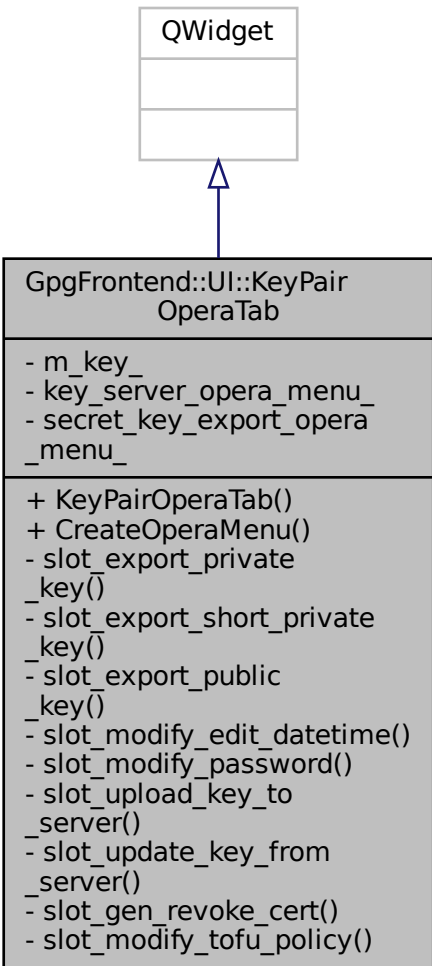 QWidget
GpgFrontend::UI::KeyPair
OperaTab
- m_key_
- key_server_opera_menu_
- secret_key_export_opera
_menu_
+ KeyPairOperaTab()
+ CreateOperaMenu()
- slot_export_private
_key()
- slot_export_short_private
_key()
- slot_export_public
_key()
- slot_modify_edit_datetime()
- slot_modify_password()
- slot_upload_key_to
_server()
- slot_update_key_from
_server()
- slot_gen_revoke_cert()
- slot_modify_tofu_policy()